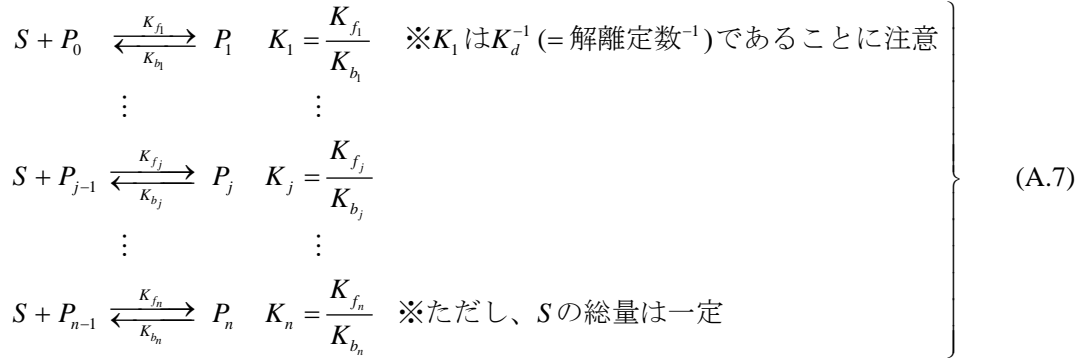 S + P_0 ⇄ (K_{f_1} / K_{b_1}) P_1  K_1 = K_{f_1} / K_{b_1}  ※K_1はK_d^{-1} (= 解離定数^{-1})であることに注意
⋮  ⋮
S + P_{j-1} ⇄ (K_{f_j} / K_{b_j}) P_j  K_j = K_{f_j} / K_{b_j}  (A.7)
⋮  ⋮
S + P_{n-1} ⇄ (K_{f_n} / K_{b_n}) P_n  K_n = K_{f_n} / K_{b_n}  ※ただし、Sの総量は一定